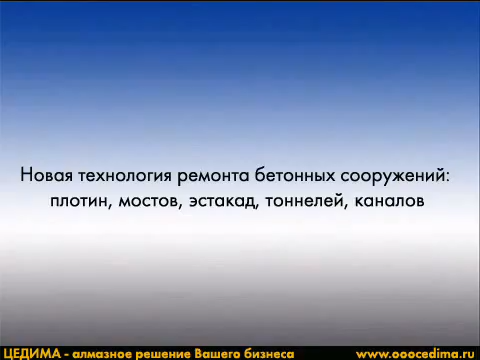 Новая технология ремонта бетонных сооружений:
плотин, мостов, эстакад, тоннелей, каналов
ЦЕДИМА - алмазное решение Вашего бизнеса www.ooocedima.ru